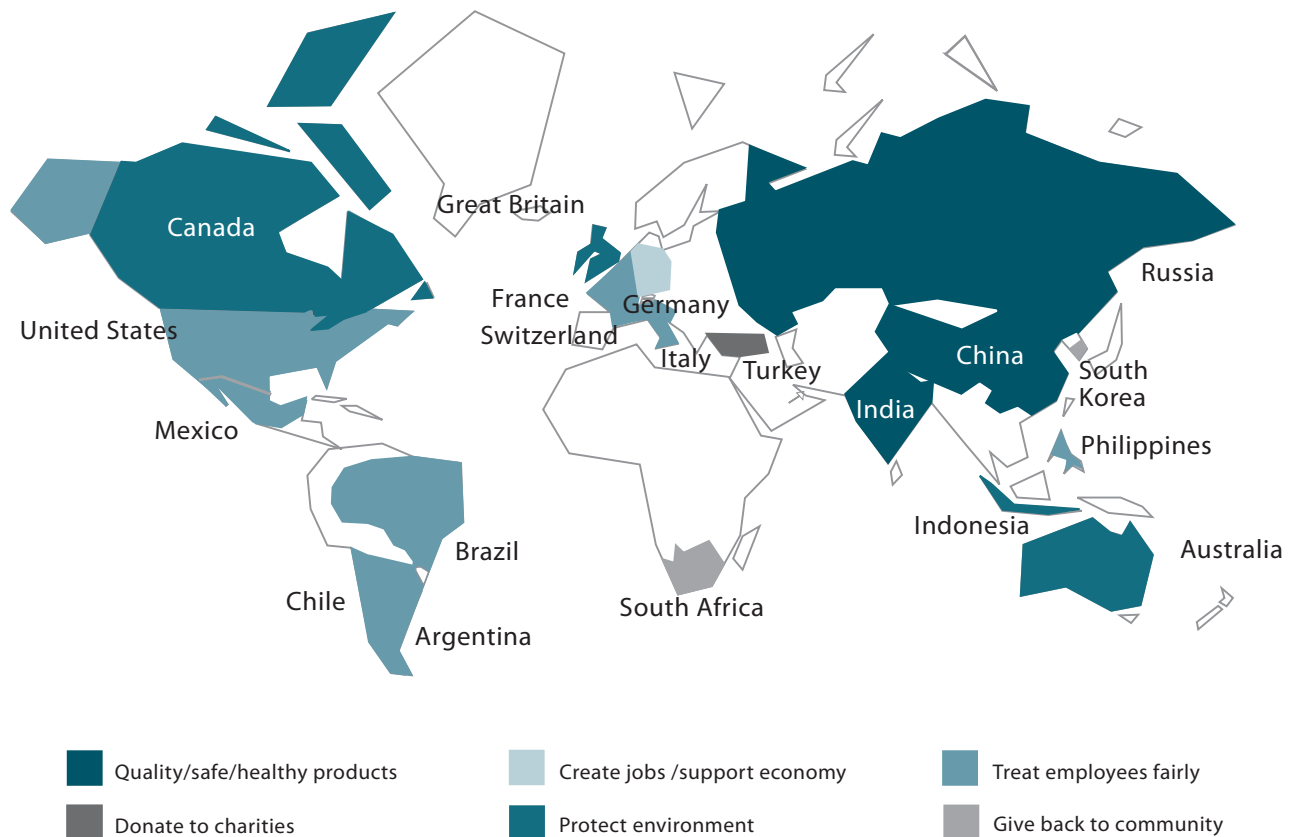 Great Britain
Canada
Russia
France
Germany
United States
Switzerland
Italy
Turkey
China
South
Korea
India
Mexico
Philippines
Indonesia
Australia
Brazil
Chile
South Africa
Argentina
Quality/safe/healthy products
Create jobs /support economy
Treat employees fairly
Donate to charities
Protect environment
Give back to community